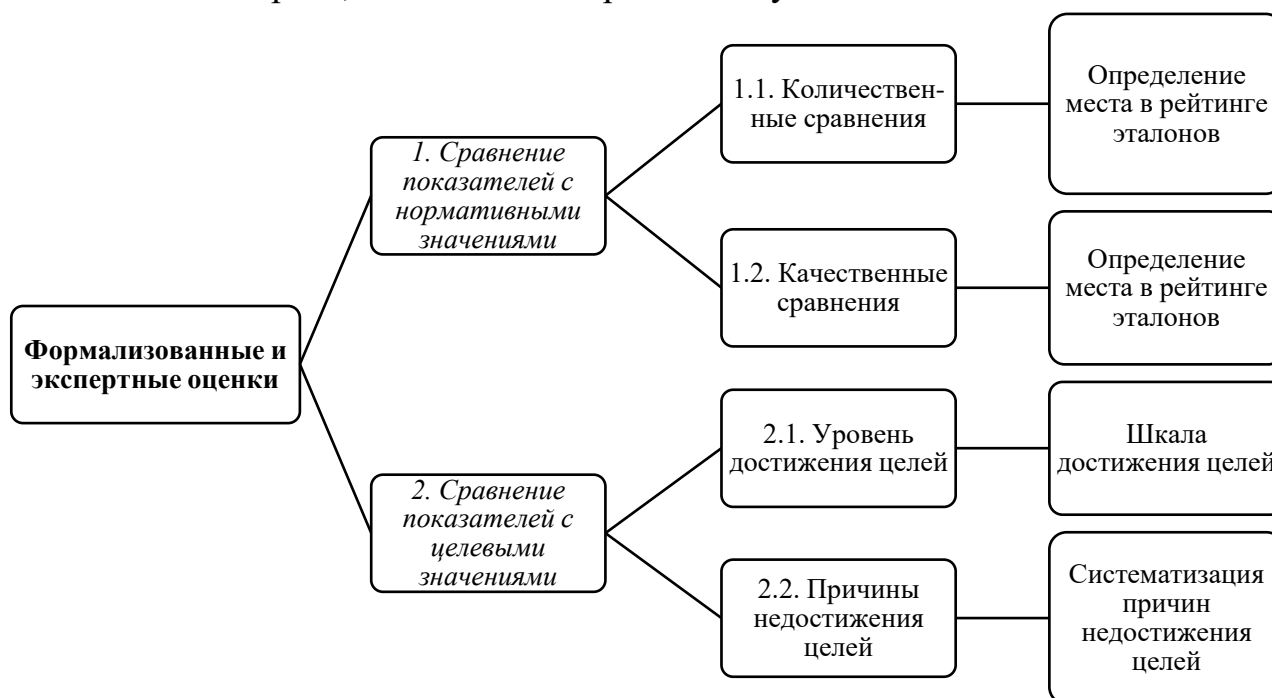 1.1. Количествен-
ные сравнения
Определение
места в рейтинге
эталонов
1. Сравнение
показателей с
нормативными
значениями
1.2. Качественные
сравнения
Определение
места в рейтинге
эталонов
Формализованные и
экспертные оценки
2.1. Уровень
достижения целей
Шкала
достижения целей
2. Сравнение
показателей с
целевыми
значениями
2.2. Причины
недостижения
целей
Систематизация
причин
недостижения
целей